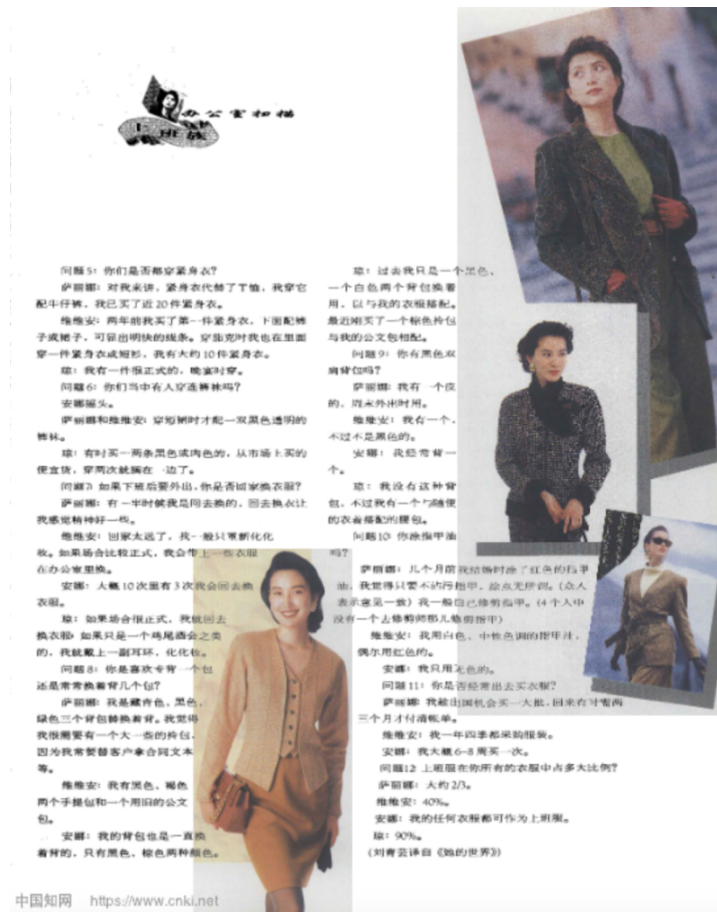 办公室扫描
上班族
问题5：你们是否都穿紧身衣？
萨丽娜：对我来讲，紧身衣代替了T恤，我穿它
配牛仔裤，我已买了近20件紧身衣。
维维安：两年前我买了第一件紧身衣，下面配裤
子或裙子，可显出明快的线条。穿茄克时我也在里面
穿一件紧身衣或短衫，我有大约10件紧身衣。
琼：我有一件很正式的，晚宴时穿。
问题6：你们当中有人穿连裤袜吗？
安娜摇头。
萨丽娜和维维安：穿短裙时才配一双黑色透明的
裤袜。
琼：有时买一两条黑色或肉色的，从市场上买的
便宜货，穿两次就搁在一边了。
问题7：如果下班后要外出，你是否回家换衣服？
萨丽娜：有一半时候我是回去换的，回去换衣让
我感觉精神好一些。
维维安：回家太远了，我一般只重新化化
妆。如果场合比较正式，我会带上一些衣服
在办公室里换。
安娜：大概10次里有3次我会回去换
衣服。
琼：如果场合很正式，我就回去
换衣服；如果只是一个鸡尾酒会之类
的，我就戴上一副耳环，化化妆。
问题8：你是喜欢专背一个包
还是常常换着背几个包？
萨丽娜：我是藏青色、黑色、
绿色三个背包替换着背。我觉得
我很需要有一个大一些的拎包，
因为我常要替客户拿合同文本
等。
维维安：我有黑色、褐色
两个手提包和一个用旧的公文
包。
安娜：我的背包也是一直换
着背的，只有黑色、棕色两种颜色。
琼：过去我只是一个黑色、
一个白色两个背包换着
用，以与我的衣服搭配。
最近刚买了一个棕色拎包
与我的公文包相配。
问题9：你有黑色双
肩背包吗？
萨丽娜：我有一个皮
的，周末外出时用。
维维安：我有一个，
不过不是黑色的。
安娜：我经常背一
个。
琼：我没有这种背
包，不过我有一个与随便
的衣着搭配的腰包。
问题10：你涂指甲油
吗？
萨丽娜：几个月前我结婚时涂了红色的指甲
油，我觉得只要不玷污指甲，涂点无所谓。（众人
表示意见一致）我一般自己修剪指甲。（4个人中
没有一个去修剪师那儿修剪指甲）
维维安：我用白色、中性色调的指甲油，
偶尔用红色的。
安娜：我只用无色的。
问题11：你是否经常出去买衣服？
萨丽娜：我趁出国机会买一大批，回来有时需两
三个月才付清帐单。
维维安：我一年四季都采购服装。
安娜：我大概6-8周买一次。
问题12：上班服在你所有的衣服中占多大比例？
萨丽娜：大约2/3。
维维安：40%。
安娜：我的任何衣服都可作为上班服。
琼：90%。
（刘青芸译自《她的世界》）
中国知网 https://www.cnki.net